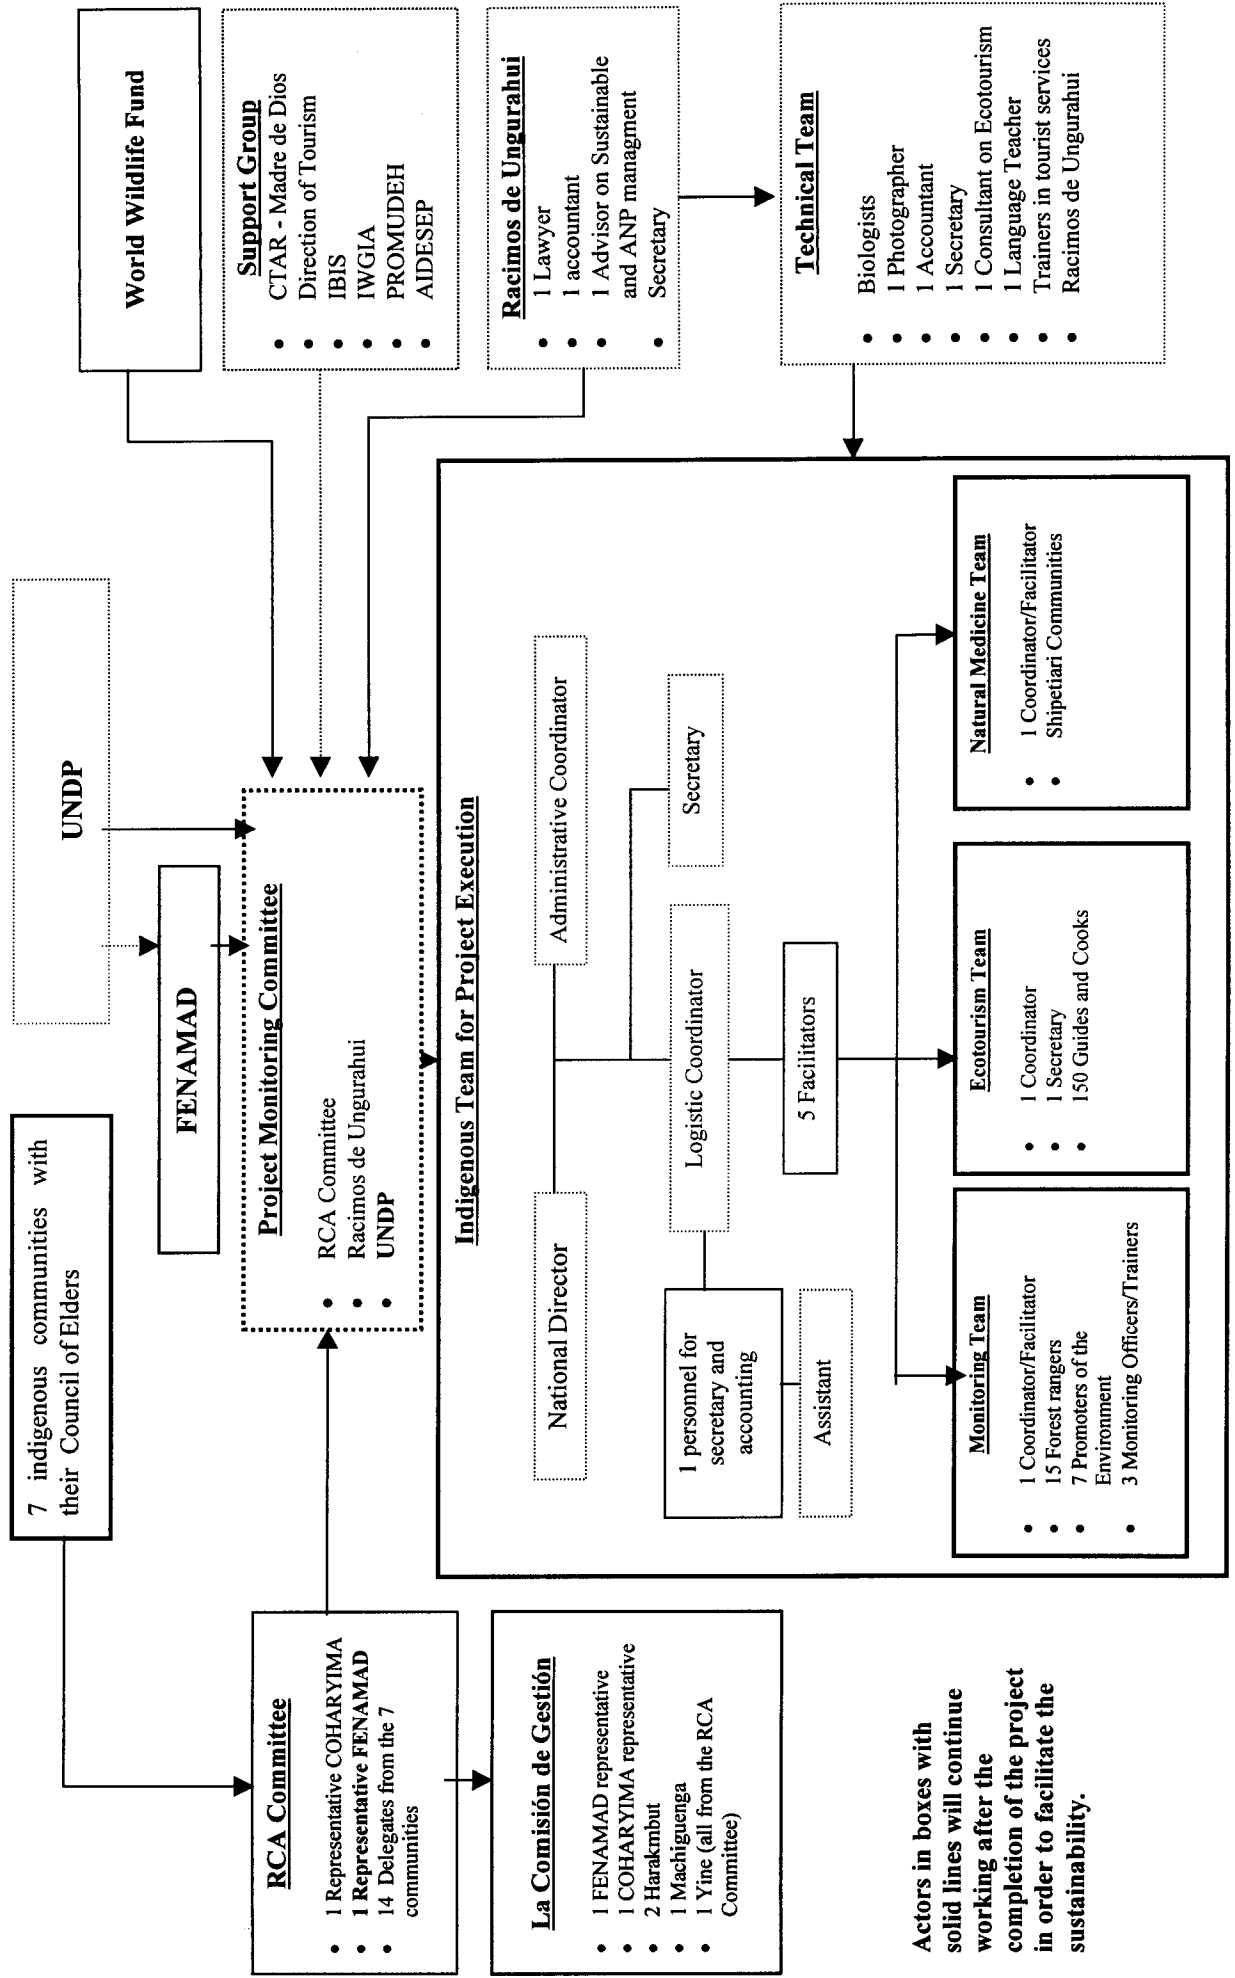 7 indigenous communities with
their Council of Elders
UNDP
World Wildlife Fund
FENAMAD
RCA Committee
• 1 Representative COHARYIMA
• 1 Representative FENAMAD
• 14 Delegates from the 7
communities
Project Monitoring Committee
• RCA Committee
• Racimos de Ungurahui
• UNDP
Support Group
• CTAR - Madre de Dios
• Direction of Tourism
• IBIS
• IWGIA
• PROMUDEH
• AIDESEP
La Comisión de Gestión
• 1 FENAMAD representative
• 1 COHARYIMA representative
• 2 Harakmbut
• 1 Machiguenga
• 1 Yine (all from the RCA
Committee)
Racimos de Ungurahui
• 1 Lawyer
• 1 accountant
• 1 Advisor on Sustainable
and ANP managment
• Secretary
Indigenous Team for Project Execution
National Director
Administrative Coordinator
1 personnel for
secretary and
accounting
Logistic Coordinator
Secretary
Assistant
5 Facilitators
Technical Team
• Biologists
• 1 Photographer
• 1 Accountant
• 1 Secretary
• 1 Consultant on Ecotourism
• 1 Language Teacher
• Trainers in tourist services
• Racimos de Ungurahui
Monitoring Team
• 1 Coordinator/Facilitator
• 15 Forest rangers
• 7 Promoters of the
Environment
• 3 Monitoring Officers/Trainers
Ecotourism Team
• 1 Coordinator
• 1 Secretary
• 150 Guides and Cooks
Natural Medicine Team
• 1 Coordinator/Facilitator
• Shipetiari Communities
Actors in boxes with
solid lines will continue
working after the
completion of the project
in order to facilitate the
sustainability.